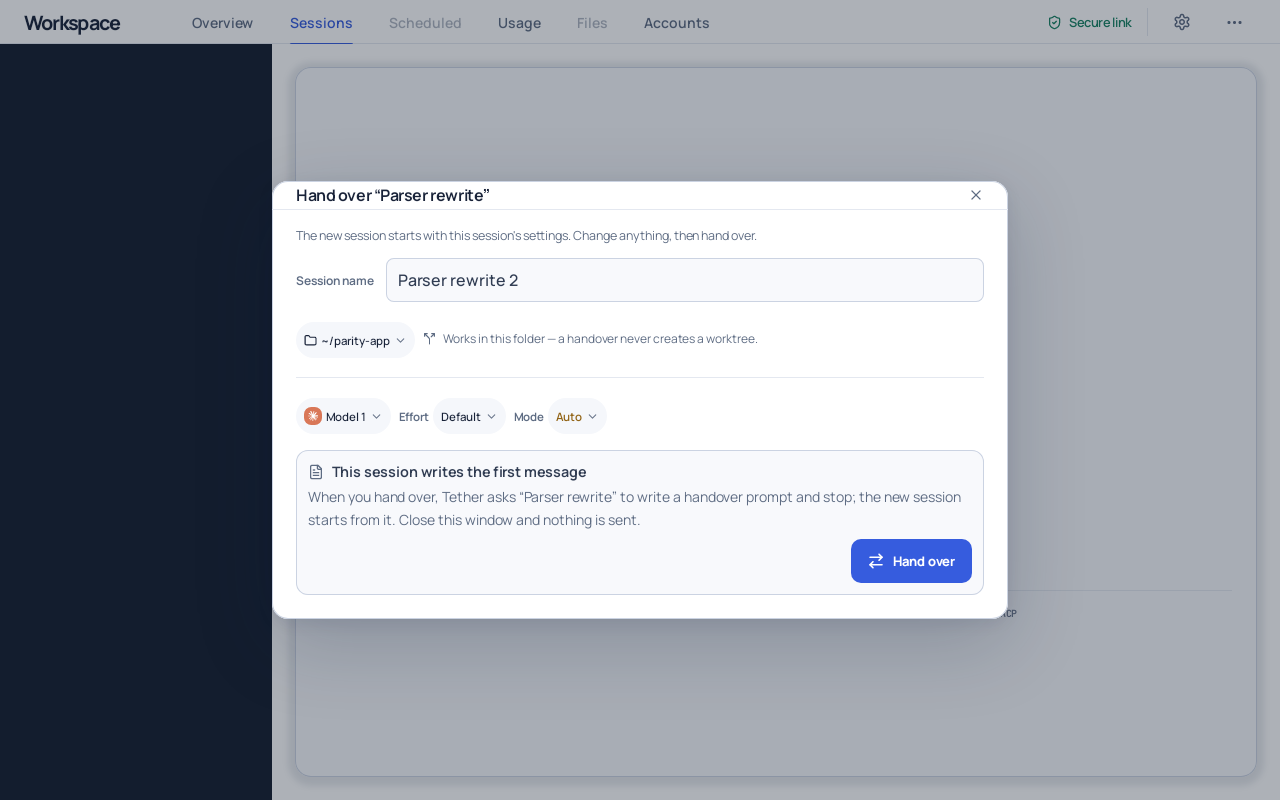 Workspace
Overview
Sessions
Scheduled
Usage
Files
Accounts
Secure link
Hand over “Parser rewrite”
The new session starts with this session's settings. Change anything, then hand over.
Session name
Parser rewrite 2
~/parity-app
Works in this folder — a handover never creates a worktree.
Model 1
Effort
Default
Mode
Auto
This session writes the first message
When you hand over, Tether asks “Parser rewrite” to write a handover prompt and stop; the new session
starts from it. Close this window and nothing is sent.
Hand over